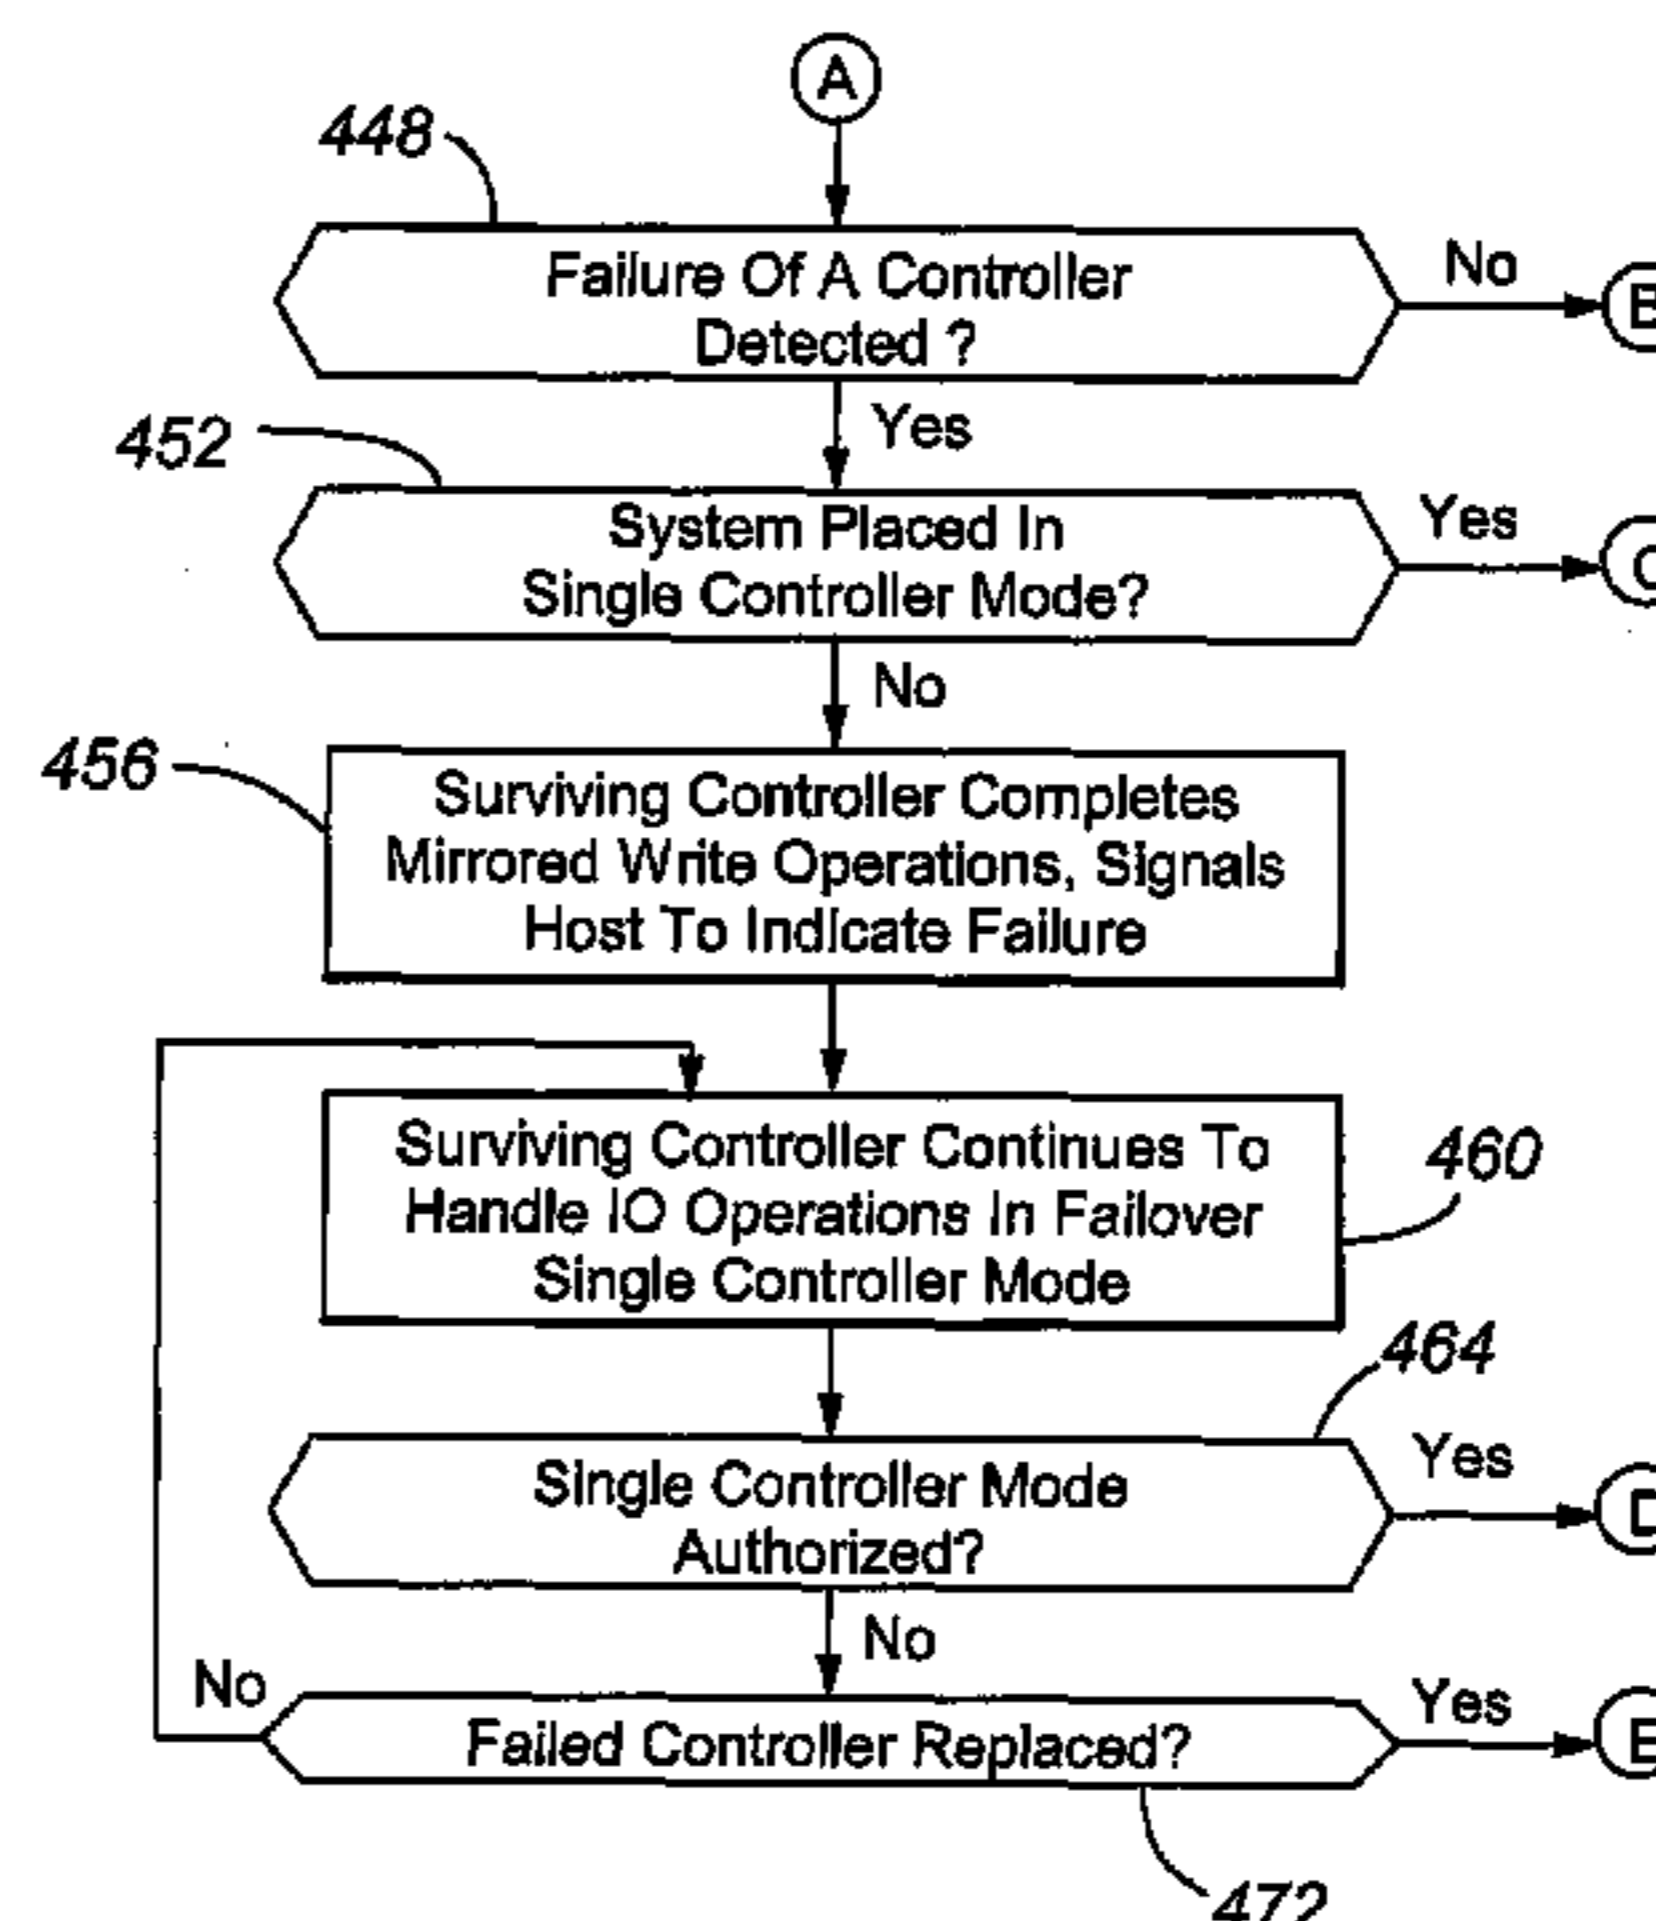 A
448
Failure Of A Controller
Detected ?
No
B
Yes
452
System Placed In
Single Controller Mode?
Yes
No
456
Surviving Controller Completes
Mirrored Write Operations, Signals
Host To Indicate Failure
Surviving Controller Continues To
Handle IO Operations In Failover
Single Controller Mode
460
464
Single Controller Mode
Authorized?
Yes
D
No
No
Failed Controller Replaced?
Yes
E
472